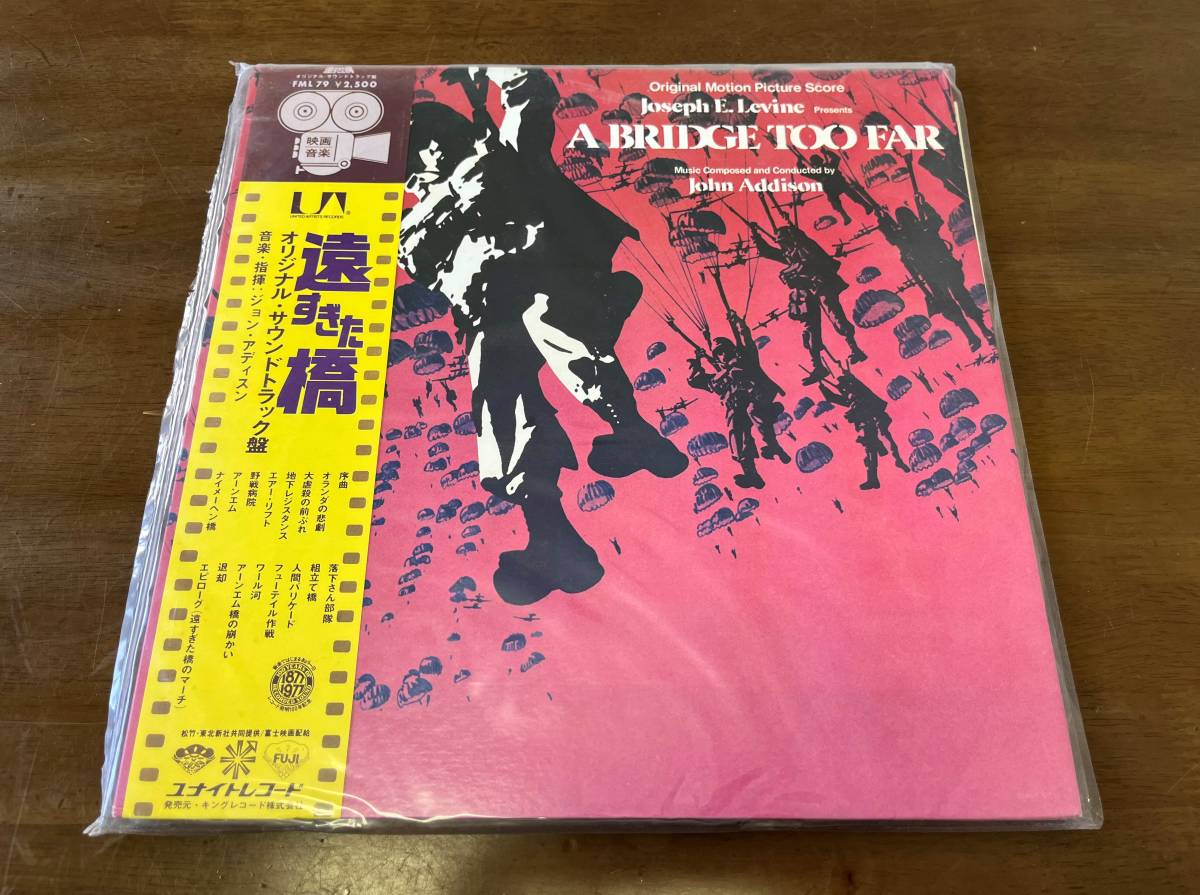 オリジナル・サウンドトラック盤
FML 79 ¥2,500
映画
音楽
UA
UNITED ARTISTS RECORDS
遠すぎた橋
オリジナル・サウンドトラック盤
音楽・指揮:ジョン・アディスン
序曲
オランダの悲劇
大虐殺の前ぶれ
地下レジスタンス
エアー・リフト
野戦病院
アーンエム
ナイメーヘン橋
落下さん部隊
組立て橋
人間バリケード
フューテイル作戦
ワール河
アーンエム橋の崩かい
退却
エピローグ(遠すぎた橋のマーチ)
1877
1977
松竹・東北新社共同提供/富士映画配給
FUJI
ユナイトレコード
発売元・キングレコード株式会社
Original Motion Picture Score
Joseph E. Levine Presents
A BRIDGE TOO FAR
Music Composed and Conducted by
John Addison